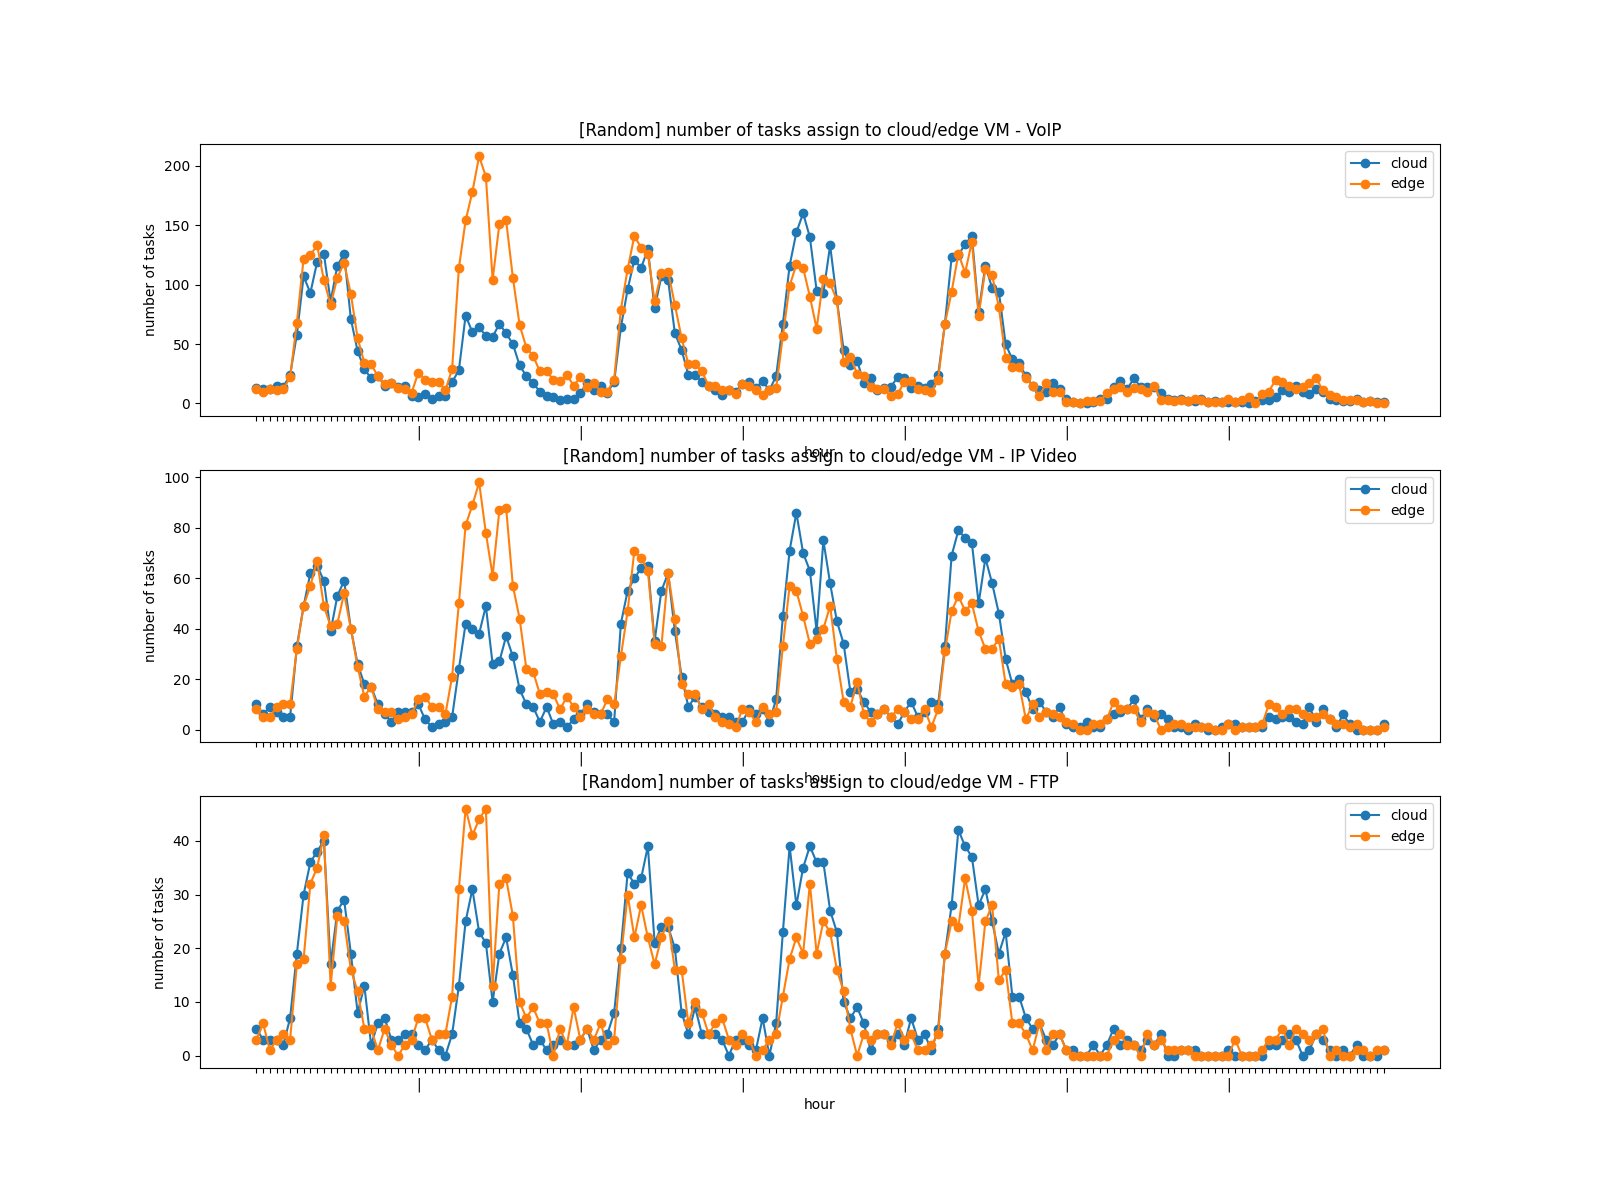 [Random] number of tasks assign to cloud/edge VM - VoIP
cloud
edge
200
150
100
50
0
number of tasks
hour
[Random] number of tasks assign to cloud/edge VM - IP Video
cloud
edge
100
80
60
40
20
0
number of tasks
hour
[Random] number of tasks assign to cloud/edge VM - FTP
cloud
edge
40
30
20
10
0
number of tasks
hour